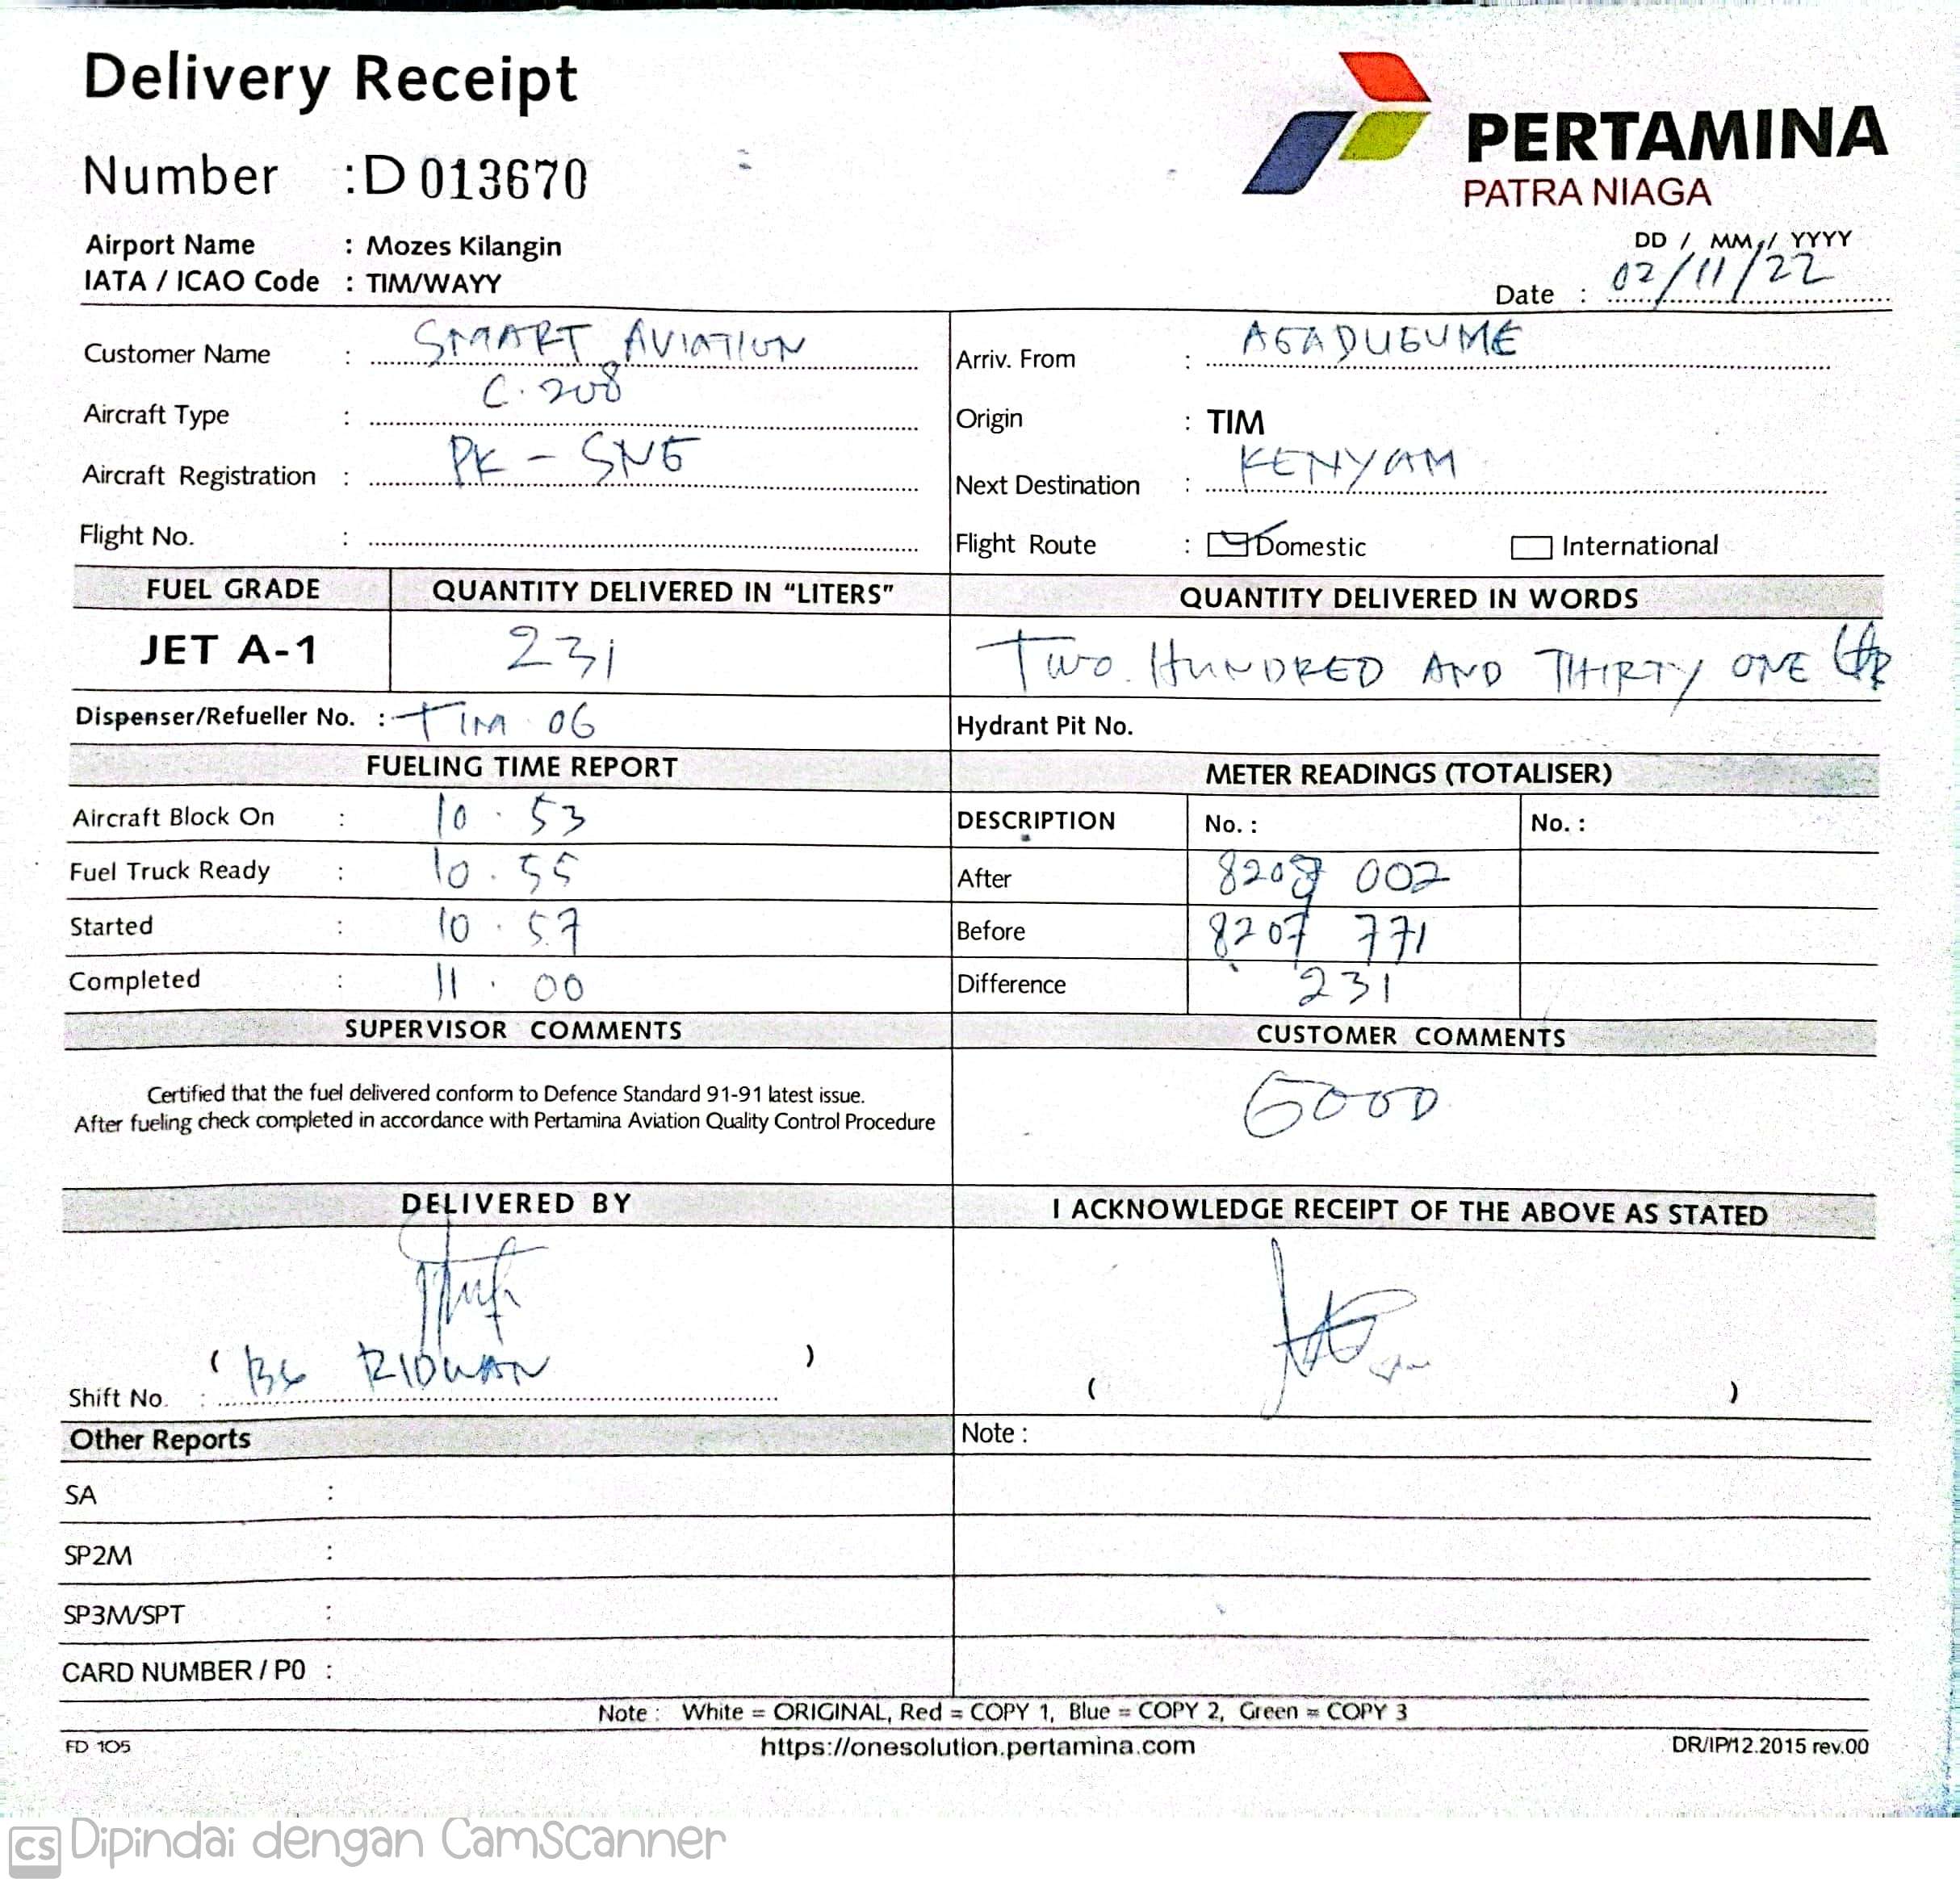 Delivery Receipt
PERTAMINA
PATRA NIAGA
Number : D 013670
Airport Name : Mozes Kilangin
IATA / ICAO Code : TIM/WAYY
DD / MM / YYYY
Date : 02/11/22
Customer Name : SMART AVIATION
Arriv. From : AGADUGUME
Aircraft Type : C.208
Origin : TIM
Aircraft Registration : PK - SNG
Next Destination : KENYAM
Flight No. :
Flight Route : Domestic International
FUEL GRADE QUANTITY DELIVERED IN "LITERS" QUANTITY DELIVERED IN WORDS
JET A-1 231 TWO HUNDRED AND THIRTY ONE
Dispenser/Refueller No. : TIM 06 Hydrant Pit No.
FUELING TIME REPORT METER READINGS (TOTALISER)
Aircraft Block On : 10.53 DESCRIPTION No. : No. :
Fuel Truck Ready : 10.55 After 8208 002
Started : 10.57 Before 8207 771
Completed : 11.00 Difference 231
SUPERVISOR COMMENTS CUSTOMER COMMENTS
Certified that the fuel delivered conform to Defence Standard 91-91 latest issue.
After fueling check completed in accordance with Pertamina Aviation Quality Control Procedure
GOOD
DELIVERED BY I ACKNOWLEDGE RECEIPT OF THE ABOVE AS STATED
( RIDWAN )
Shift No. : ( )
Other Reports Note :
SA :
SP2M :
SP3M/SPT :
CARD NUMBER / P0 :
Note : White = ORIGINAL, Red = COPY 1, Blue = COPY 2, Green = COPY 3
FD 105 https://onesolution.pertamina.com DR/IP/12.2015 rev.00
CS Dipindai dengan CamScanner